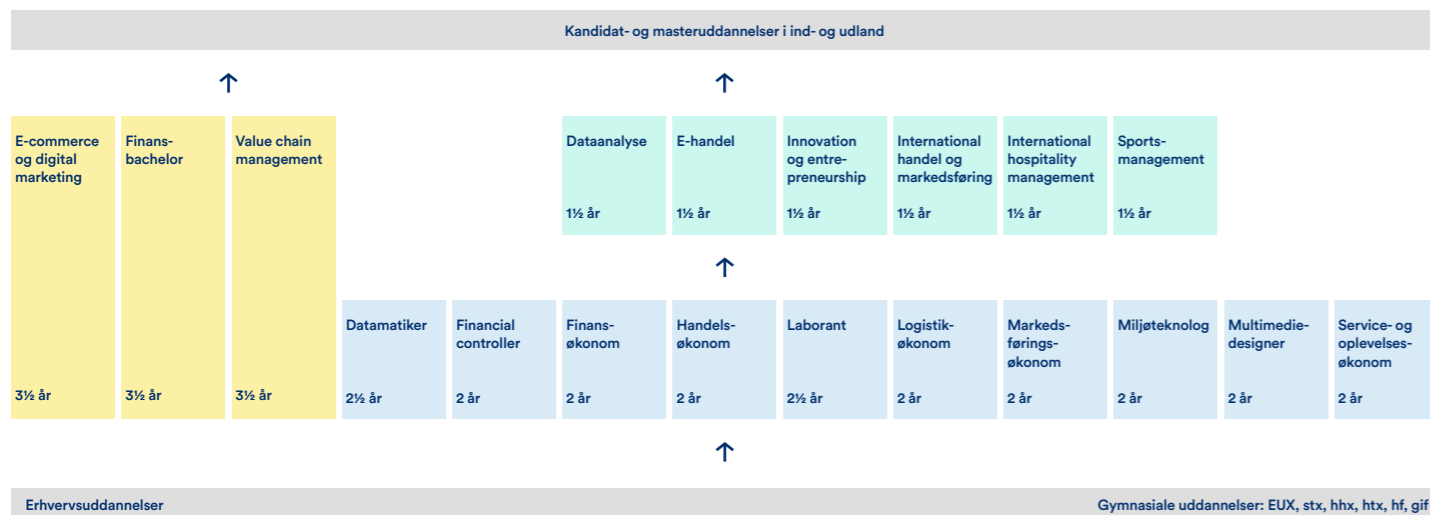 Kandidat- og masteruddannelser i ind- og udland
↑
↑
E-commerce
og digital
marketing
3½ år
Finans-
bachelor
3½ år
Value chain
management
3½ år
Dataanalyse
1½ år
E-handel
1½ år
Innovation
og entre-
preneurship
1½ år
International
handel og
markedsføring
1½ år
International
hospitality
management
1½ år
Sports-
management
1½ år
↑
Datamatiker
2½ år
Financial
controller
2 år
Finans-
økonom
2 år
Handels-
økonom
2 år
Laborant
2½ år
Logistik-
økonom
2 år
Markeds-
førings-
økonom
2 år
Miljøteknolog
2 år
Multimedie-
designer
2 år
Service- og
oplevelses-
økonom
2 år
↑
Erhvervsuddannelser
Gymnasiale uddannelser: EUX, stx, hhx, htx, hf, gif